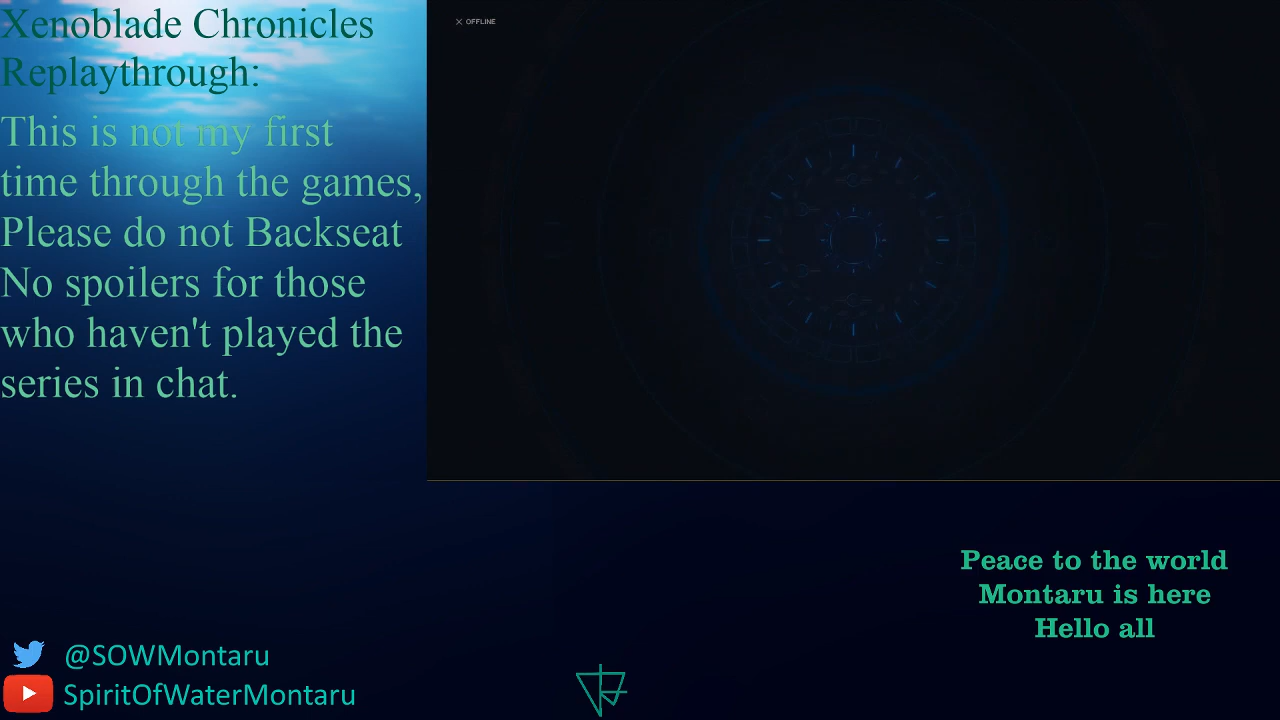 Xenoblade Chronicles
Replaythrough:
This is not my first
time through the games,
Please do not Backseat
No spoilers for those
who haven't played the
series in chat.
OFFLINE
Peace to the world
Montaru is here
Hello all
@SOWMontaru
SpiritOfWaterMontaru